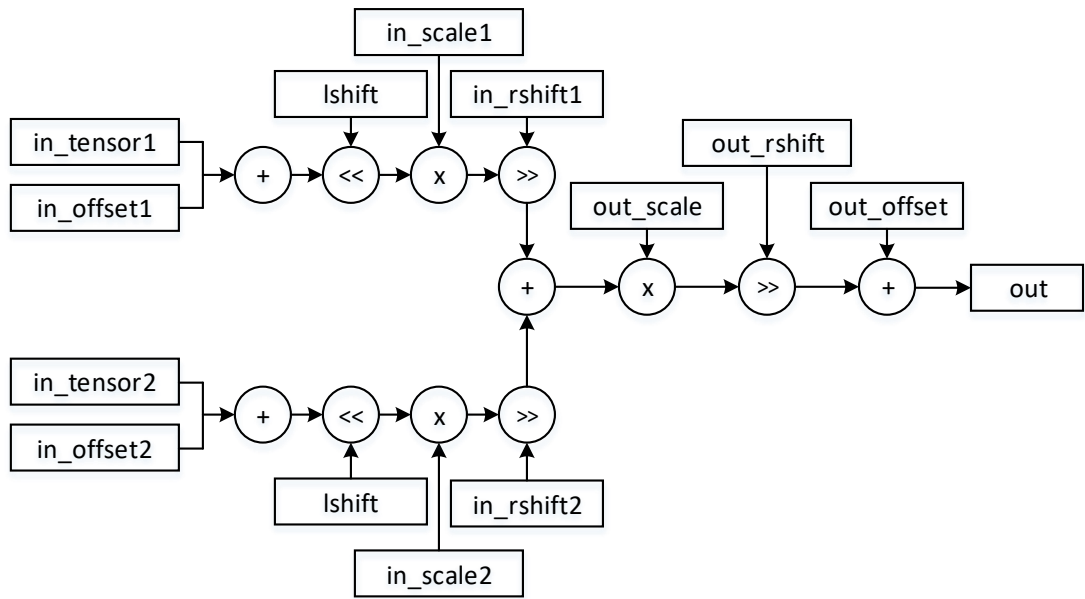 in_scale1
lshift
in_rshift1
in_tensor1
in_offset1
+
<<
x
>>
out_rshift
out_scale
out_offset
+
x
>>
+
out
in_tensor2
in_offset2
+
<<
x
>>
lshift
in_rshift2
in_scale2